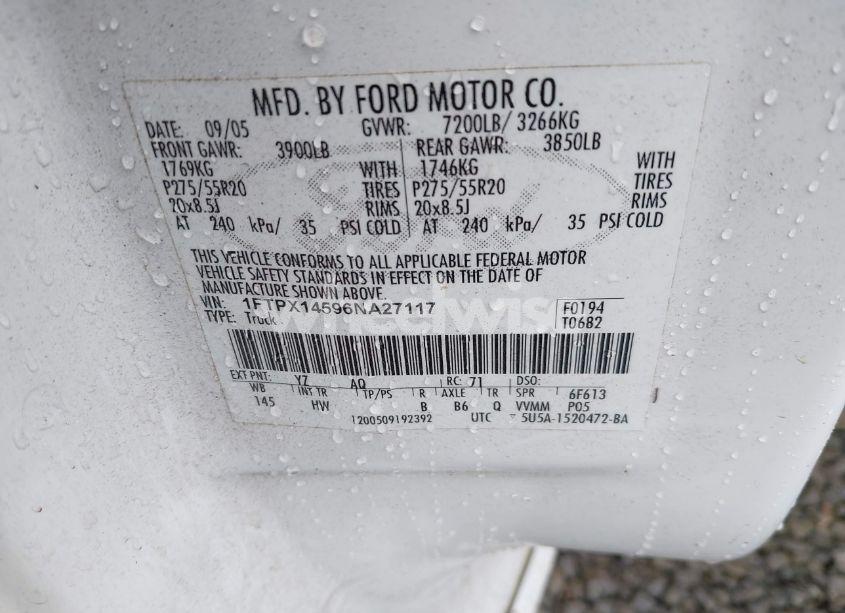 MFD. BY FORD MOTOR CO.
DATE: 09/05 GVWR: 7200LB/ 3266KG
FRONT GAWR: 3900LB REAR GAWR: 3850LB
1769KG WITH 1746KG WITH
P275/55R20 TIRES P275/55R20 TIRES
20x8.5J RIMS 20x8.5J RIMS
AT 240 kPa/ 35 PSI COLD AT 240 kPa/ 35 PSI COLD
Ford
THIS VEHICLE CONFORMS TO ALL APPLICABLE FEDERAL MOTOR
VEHICLE SAFETY STANDARDS IN EFFECT ON THE DATE OF
MANUFACTURE SHOWN ABOVE.
VIN: 1FTPX14596NA27117 F0194
TYPE: Truck T0682
wheelwise
EXT PNT: YZ AQ RC: 71 DSO:
WB INT TR TP/PS R AXLE TR SPR 6F613
145 HW B B6 Q VVMM P05
1200509192392 UTC 5U5A-1520472-BA